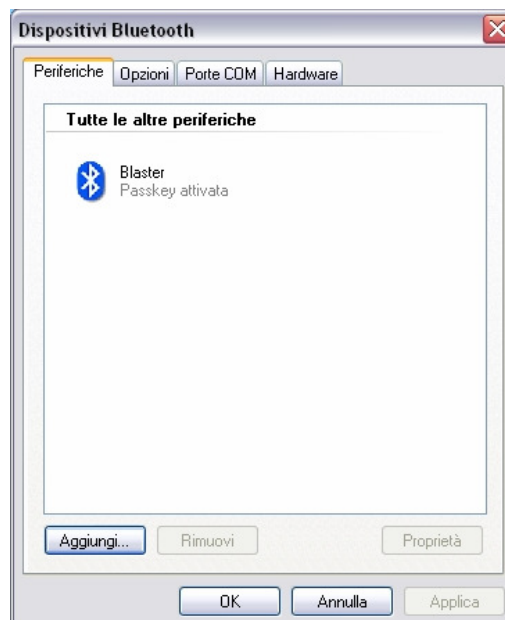 Dispositivi Bluetooth
Periferiche Opzioni Porte COM Hardware
Tutte le altre periferiche
Blaster
Passkey attivata
Aggiungi... Rimuovi Proprietà
OK Annulla Applica